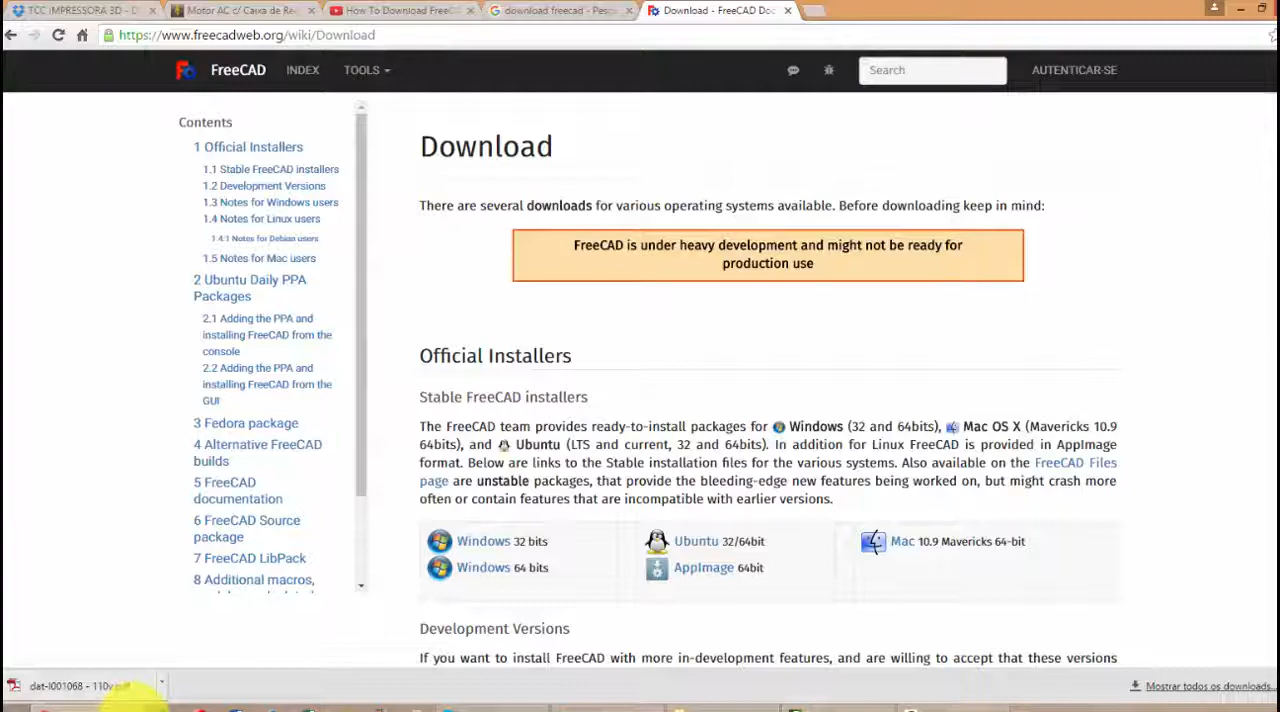 TCC IMPRESSORA 3D - D
Motor AC c/ Caixa de Re
How To Download FreeC
download freecad - Pesq
Download - FreeCAD Do
https://www.freecadweb.org/wiki/Download
FreeCAD INDEX TOOLS Search AUTENTICAR-SE
Contents
1 Official Installers
1.1 Stable FreeCAD installers
1.2 Development Versions
1.3 Notes for Windows users
1.4 Notes for Linux users
1.4.1 Notes for Debian users
1.5 Notes for Mac users
2 Ubuntu Daily PPA
Packages
2.1 Adding the PPA and
installing FreeCAD from the
console
2.2 Adding the PPA and
installing FreeCAD from the
GUI
3 Fedora package
4 Alternative FreeCAD
builds
5 FreeCAD
documentation
6 FreeCAD Source
package
7 FreeCAD LibPack
8 Additional macros,
Download
There are several downloads for various operating systems available. Before downloading keep in mind:
FreeCAD is under heavy development and might not be ready for
production use
Official Installers
Stable FreeCAD installers
The FreeCAD team provides ready-to-install packages for Windows (32 and 64bits), Mac OS X (Mavericks 10.9
64bits), and Ubuntu (LTS and current, 32 and 64bits). In addition for Linux FreeCAD is provided in AppImage
format. Below are links to the Stable installation files for the various systems. Also available on the FreeCAD Files
page are unstable packages, that provide the bleeding-edge new features being worked on, but might crash more
often or contain features that are incompatible with earlier versions.
Windows 32 bits Ubuntu 32/64bit Mac 10.9 Mavericks 64-bit
Windows 64 bits AppImage 64bit
Development Versions
If you want to install FreeCAD with more in-development features, and are willing to accept that these versions
dat-I001068 - 110v.pdf
Mostrar todos os downloads...